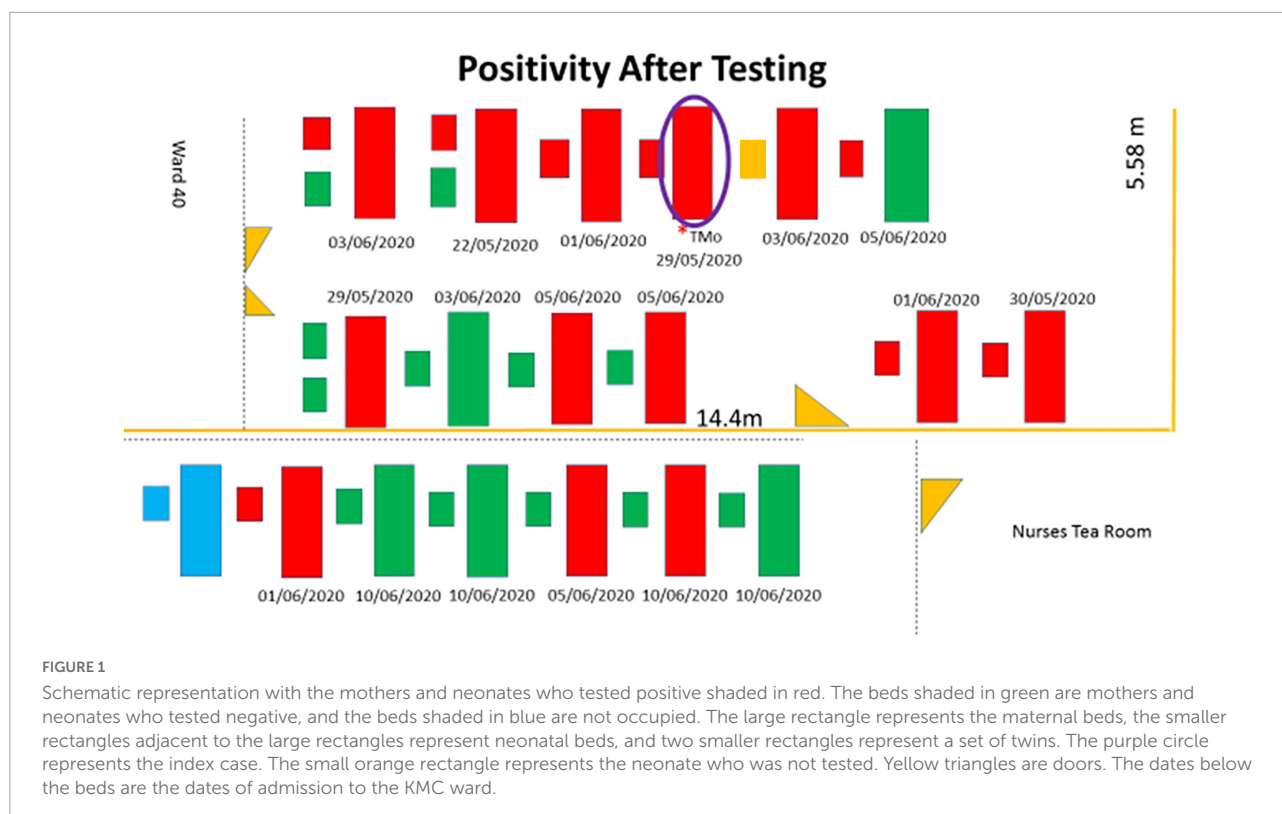 Positivity After Testing
Ward 40
5.58 m
03/06/2020 22/05/2020 01/06/2020 *TMo 03/06/2020 05/06/2020
29/05/2020
29/05/2020 03/06/2020 05/06/2020 05/06/2020 01/06/2020 30/05/2020
14.4m
Nurses Tea Room
01/06/2020 10/06/2020 10/06/2020 05/06/2020 10/06/2020 10/06/2020
FIGURE 1
Schematic representation with the mothers and neonates who tested positive shaded in red. The beds shaded in green are mothers and
neonates who tested negative, and the beds shaded in blue are not occupied. The large rectangle represents the maternal beds, the smaller
rectangles adjacent to the large rectangles represent neonatal beds, and two smaller rectangles represent a set of twins. The purple circle
represents the index case. The small orange rectangle represents the neonate who was not tested. Yellow triangles are doors. The dates below
the beds are the dates of admission to the KMC ward.